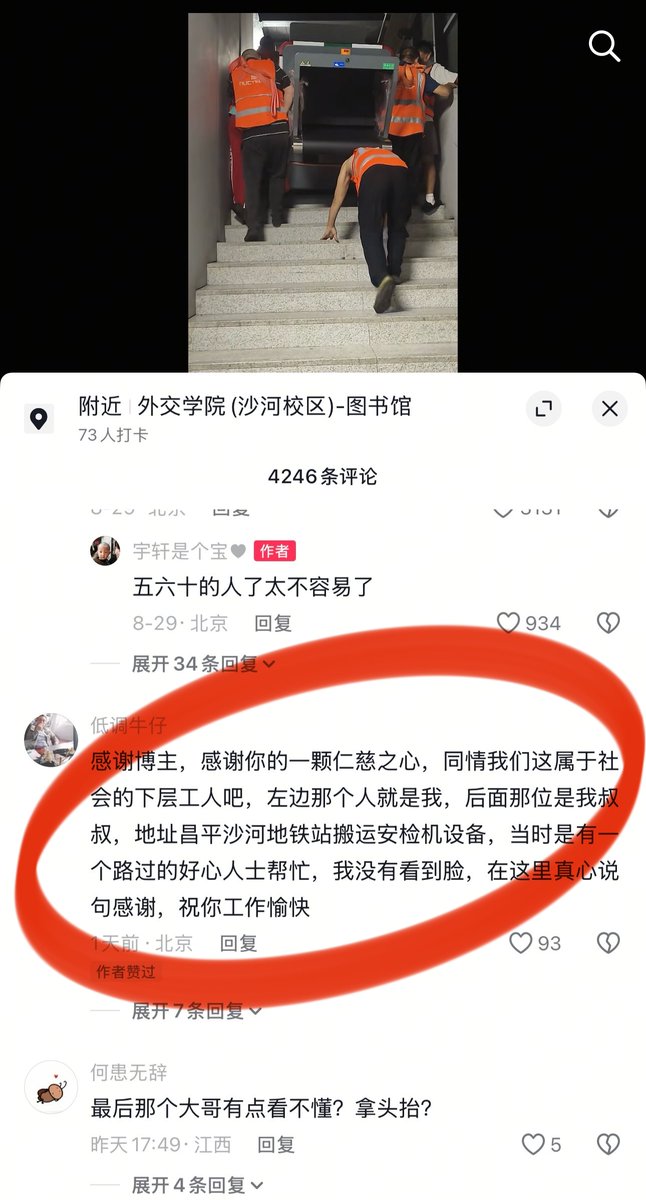 附近 | 外交学院(沙河校区)-图书馆
73人打卡
4246条评论
8-29·北京 回复 3131
宇轩是个宝 作者
五六十的人了太不容易了
8-29·北京 回复 934
展开34条回复
低调牛仔
感谢博主，感谢你的一颗仁慈之心，同情我们这属于社
会的下层工人吧，左边那个人就是我，后面那位是我叔
叔，地址昌平沙河地铁站搬运安检机设备，当时是有一
个路过的好心人士帮忙，我没有看到脸，在这里真心说
句感谢，祝你工作愉快
1天前·北京 回复 93
作者赞过
展开7条回复
何患无辞
最后那个大哥有点看不懂？拿头抬？
昨天17:49·江西 回复 5
展开4条回复